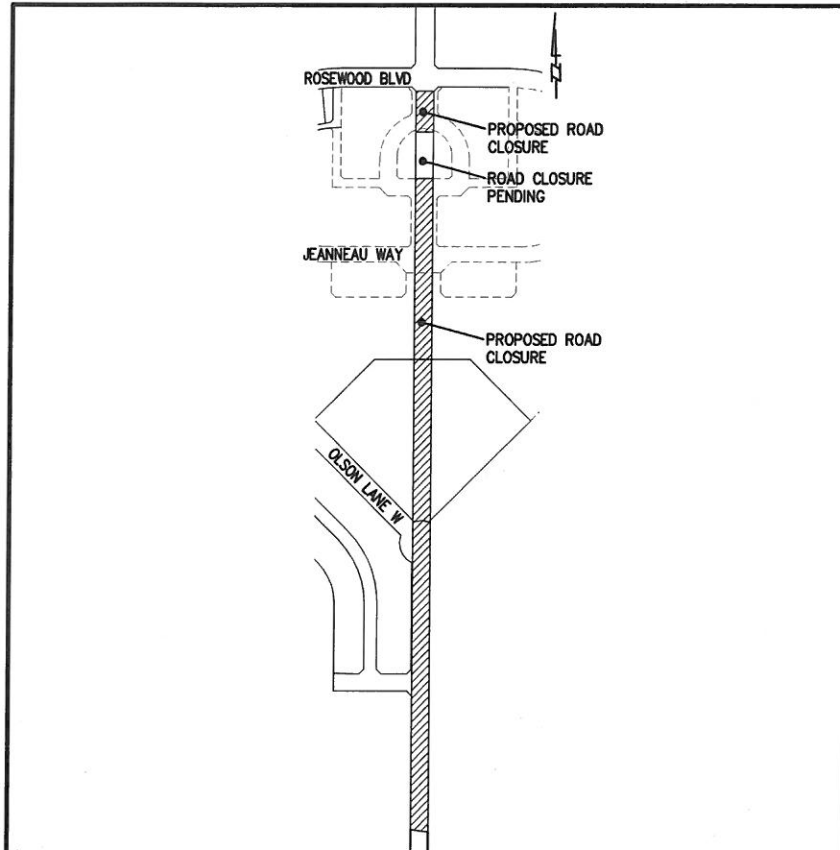 N
ROSEWOOD BLVD
PROPOSED ROAD
CLOSURE
ROAD CLOSURE
PENDING
JEANNEAU WAY
PROPOSED ROAD
CLOSURE
OLSON LANE W